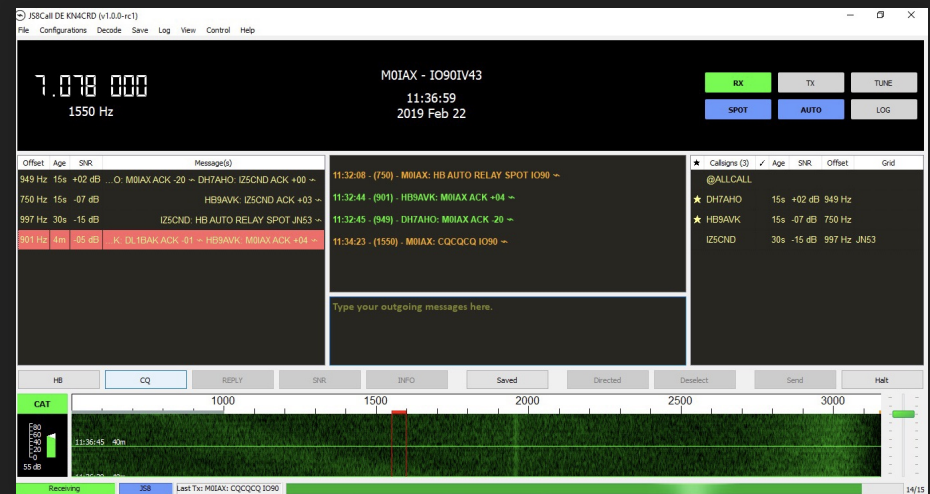 JS8Call DE KN4CRD (v1.0.0-rc1)
File Configurations Decode Save Log View Control Help
7.078 000
1550 Hz
M0IAX - IO90IV43
11:36:59
2019 Feb 22
RX TX TUNE
SPOT AUTO LOG
Offset Age SNR Message(s)
949 Hz 15s +02 dB ...O: M0IAX ACK -20 ~ DH7AHO: IZ5CND ACK +00 ~
750 Hz 15s -07 dB HB9AVK: IZ5CND ACK +03 ~
997 Hz 30s -15 dB IZ5CND: HB AUTO RELAY SPOT JN53 ~
901 Hz 4m -05 dB ...K: DL1BAK ACK -01 ~ HB9AVK: M0IAX ACK +04 ~
11:32:08 - (750) - M0IAX: HB AUTO RELAY SPOT IO90 ~
11:32:44 - (901) - HB9AVK: M0IAX ACK +04 ~
11:32:45 - (949) - DH7AHO: M0IAX ACK -20 ~
11:34:23 - (1550) - M0IAX: CQCQCQ IO90 ~
Type your outgoing messages here.
★ Callsigns (3) ✓ Age SNR Offset Grid
@ALLCALL
★ DH7AHO 15s +02 dB 949 Hz
★ HB9AVK 15s -07 dB 750 Hz
IZ5CND 30s -15 dB 997 Hz JN53
HB CQ REPLY SNR INFO Saved Directed Deselect Send Halt
CAT
1000 1500 2000 2500 3000
80
60
40
20
0
55 dB
11:36:45 40m
Receiving JS8 Last Tx: M0IAX: CQCQCQ IO90 14/15